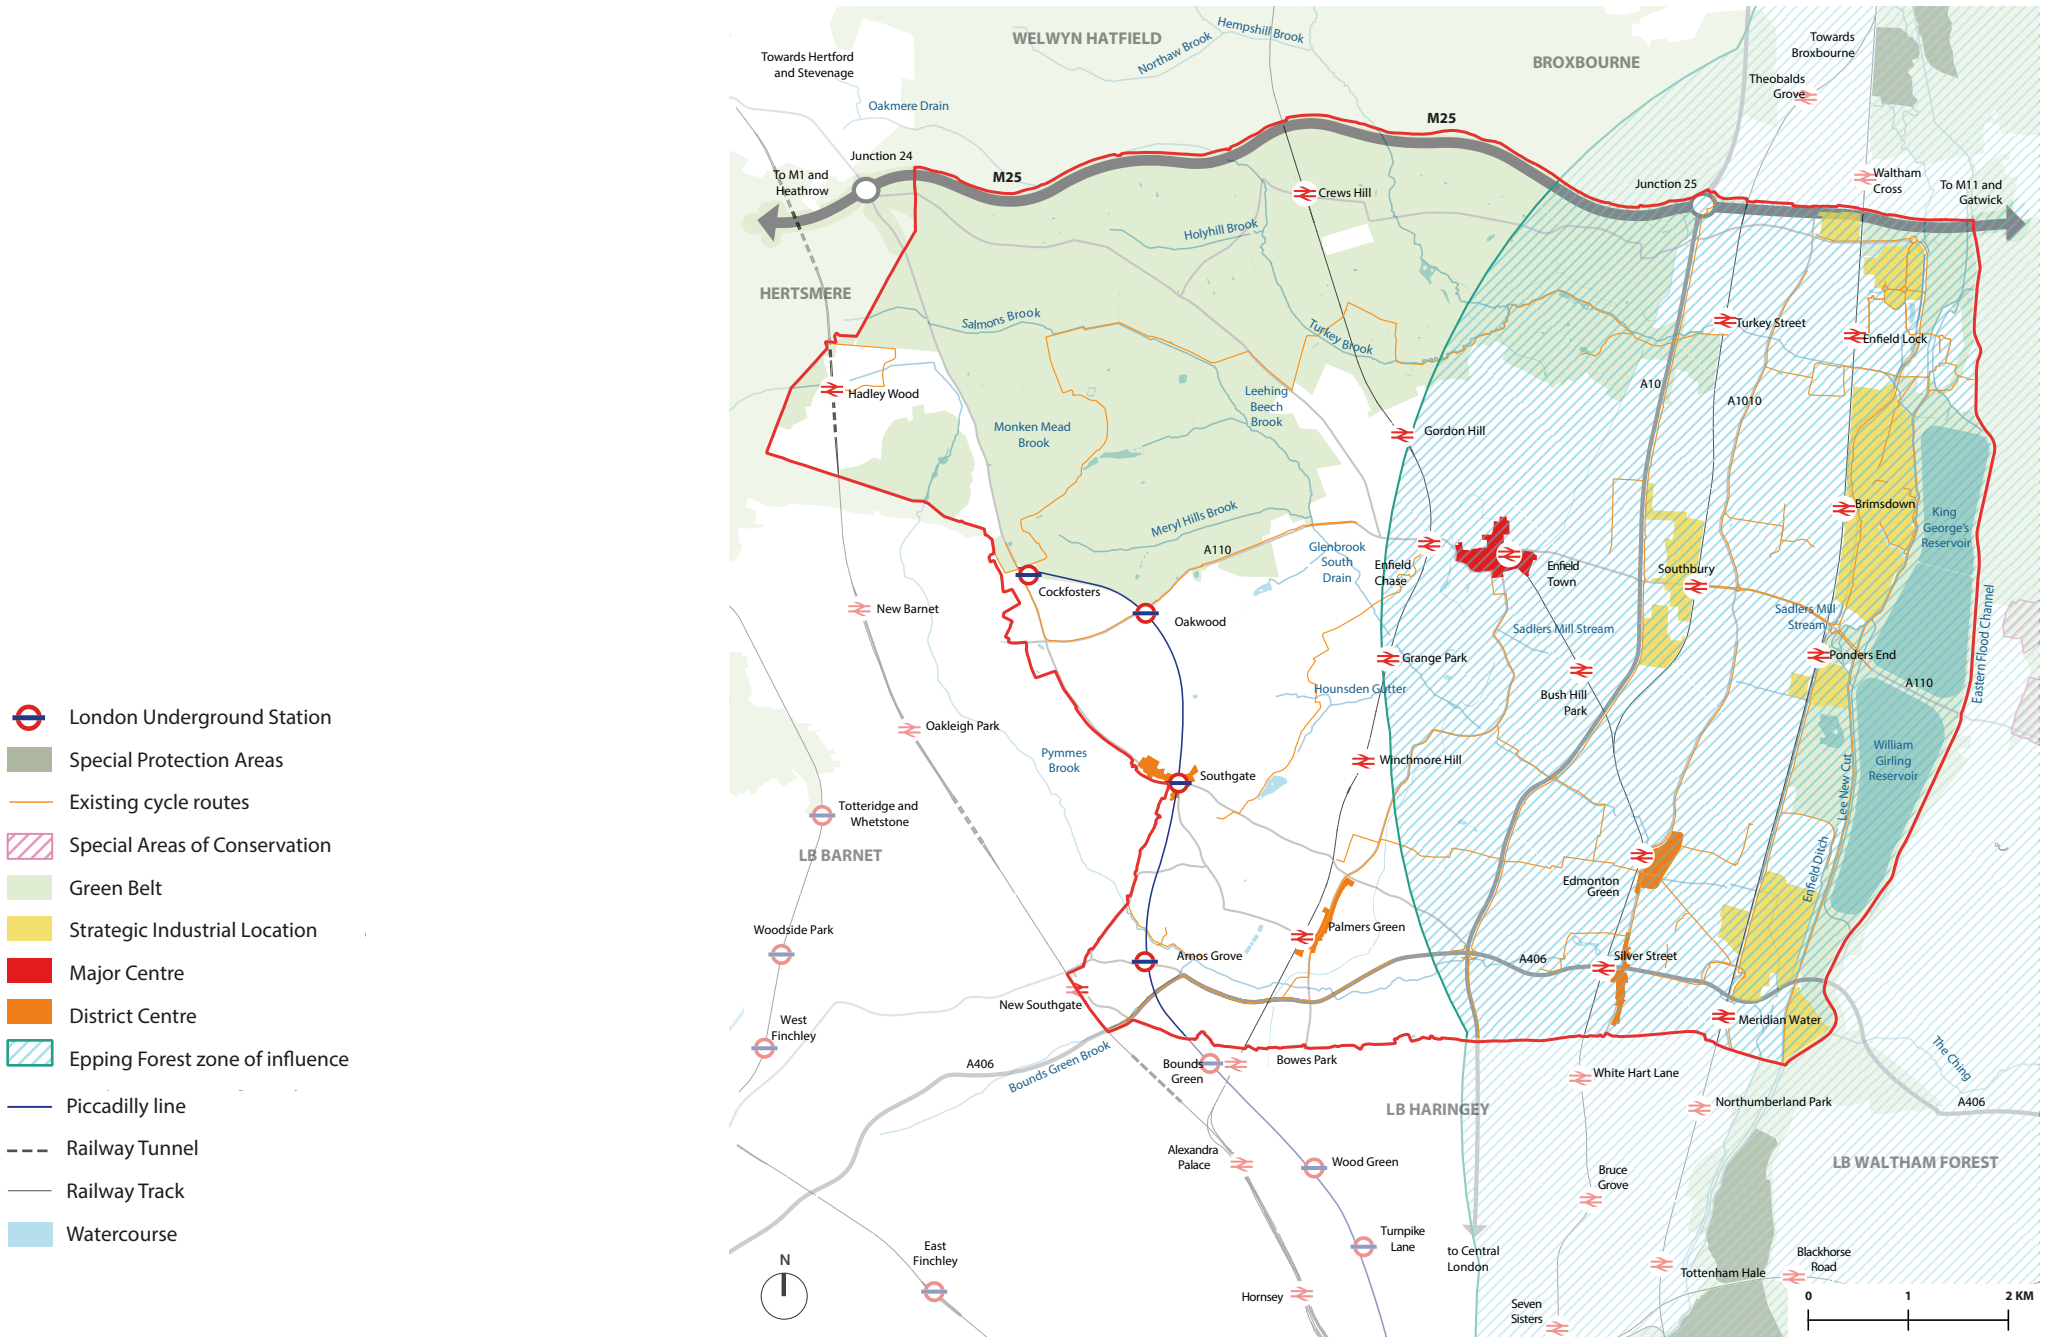 WELWYN HATFIELD
Hempshill Brook
Northaw Brook
BROXBOURNE
Towards
Broxbourne
Towards Hertford
and Stevenage
Theobalds
Grove
Oakmere Drain
M25
Junction 24
M25
To M1 and
Heathrow
Crews Hill
Junction 25
Waltham
Cross
To M11 and
Gatwick
Holyhill Brook
HERTSMERE
Salmons Brook
Turkey Brook
Turkey Street
Enfield Lock
Hadley Wood
A10
A1010
Leehing
Beech
Brook
Monken Mead
Brook
Gordon Hill
Meryl Hills Brook
Brimsdown
King
George's
Reservoir
A110
Glenbrook
South
Drain
Enfield
Chase
Enfield
Town
Southbury
Cockfosters
New Barnet
Oakwood
Sadlers Mill Stream
Sadlers Mill
Stream
Eastern Flood Channel
Grange Park
Ponders End
Hounsden Gutter
Bush Hill
Park
A110
London Underground Station
Oakleigh Park
Special Protection Areas
Pymmes
Brook
Southgate
Winchmore Hill
William
Girling
Reservoir
Lee New Cut
Existing cycle routes
Totteridge and
Whetstone
Special Areas of Conservation
LB BARNET
Green Belt
Edmonton
Green
Enfield Ditch
Strategic Industrial Location
Woodside Park
Palmers Green
Major Centre
Arnos Grove
A406
Silver Street
New Southgate
District Centre
West
Finchley
Meridian Water
Epping Forest zone of influence
A406
Bounds Green Brook
Bounds
Green
Bowes Park
White Hart Lane
The Ching
Piccadilly line
LB HARINGEY
Northumberland Park
A406
Railway Tunnel
Alexandra
Palace
Wood Green
LB WALTHAM FOREST
Railway Track
Bruce
Grove
Watercourse
East
Finchley
Turnpike
Lane
to Central
London
Blackhorse
Road
N
Tottenham Hale
Hornsey
Seven
Sisters
0 1 2 KM